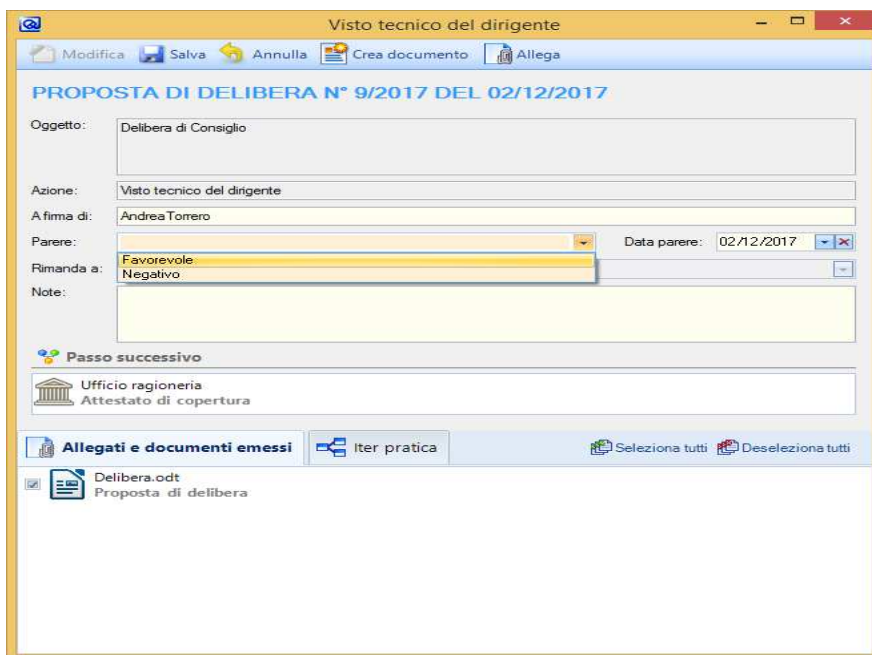 Visto tecnico del dirigente
Modifica Salva Annulla Crea documento Allega
PROPOSTA DI DELIBERA N° 9/2017 DEL 02/12/2017
Oggetto: Delibera di Consiglio
Azione: Visto tecnico del dirigente
A firma di: Andrea Torrero
Parere: Data parere: 02/12/2017
Favorevole
Rimanda a:
Negativo
Note:
Passo successivo
Ufficio ragioneria
Attestato di copertura
Allegati e documenti emessi Iter pratica Seleziona tutti Deseleziona tutti
Delibera.odt
Proposta di delibera